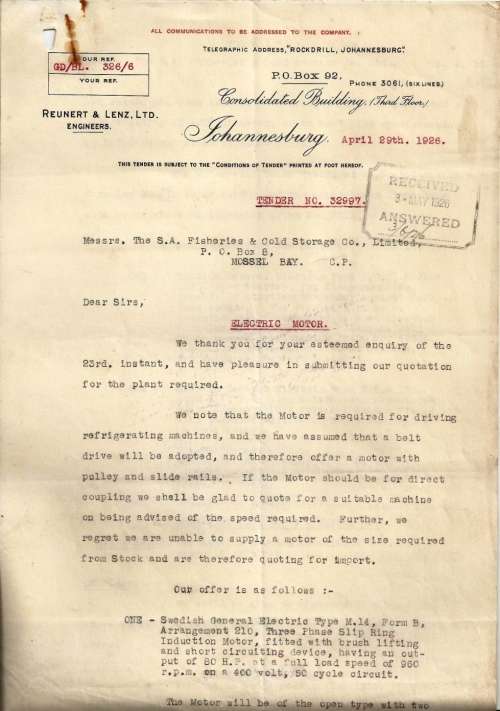 ALL COMMUNICATIONS TO BE ADDRESSED TO THE COMPANY.
TELEGRAPHIC ADDRESS, "ROCKDRILL, JOHANNESBURG".
OUR REF.
GD/BL. 326/6
YOUR REF.
P.O. Box 92,
PHONE 3061, (SIX LINES)
Consolidated Building, (Third Floor,)
REUNERT & LENZ, LTD.
ENGINEERS.
Johannesburg. April 29th. 1926.
THIS TENDER IS SUBJECT TO THE "CONDITIONS OF TENDER" PRINTED AT FOOT HEREOF.
TENDER NO. 32997.
RECEIVED
3-MAY 1926
ANSWERED
Messrs. The S.A. Fisheries & Cold Storage Co., Limited,
P. O. Box 8,
MOSSEL BAY. C.P.
Dear Sirs,
ELECTRIC MOTOR.
We thank you for your esteemed enquiry of the
23rd. instant, and have pleasure in submitting our quotation
for the plant required.
We note that the Motor is required for driving
refrigerating machines, and we have assumed that a belt
drive will be adopted, and therefore offer a motor with
pulley and slide rails. If the Motor should be for direct
coupling we shell be glad to quote for a suitable machine
on being advised of the speed required. Further, we
regret we are unable to supply a motor of the size required
from Stock and are therefore quoting for import.
Our offer is as follows :-
ONE - Swedish General Electric Type M.14, Form B,
Arrangement 210, Three Phase Slip Ring
Induction Motor, fitted with brush lifting
and short circuiting device, having an out-
put of 80 H.P. at a full load speed of 960
r.p.m. on a 400 volt, 50 cycle circuit.
The Motor will be of the open type with two